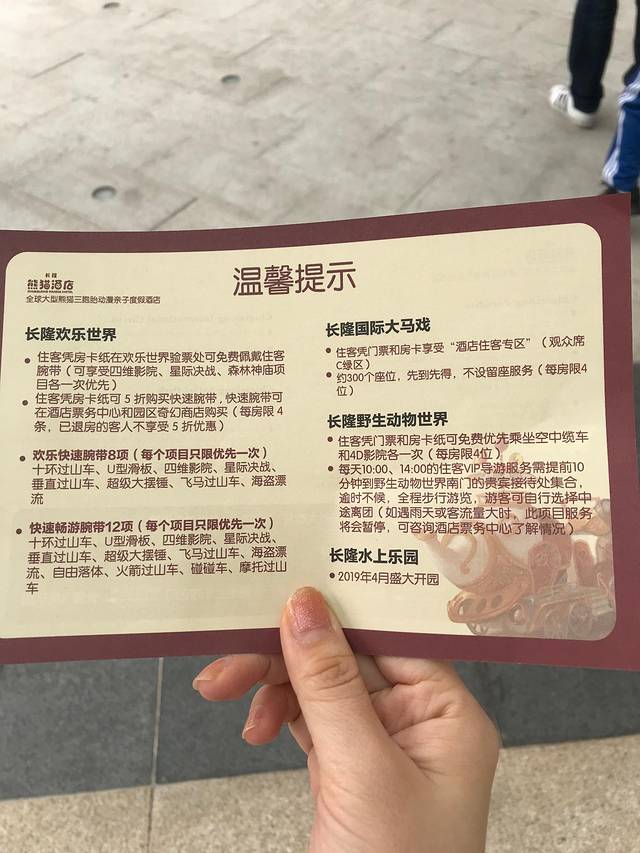 长隆
熊猫酒店
全球大型熊猫三胞胎动漫亲子度假酒店
温馨提示
长隆欢乐世界
● 住客凭房卡纸在欢乐世界验票处可免费佩戴住客
腕带（可享受四维影院、星际决战、森林神庙项
目各一次优先）
● 住客凭房卡纸可5折购买快速腕带，快速腕带可
在酒店票务中心和园区奇幻商店购买（每房限4
条，已退房的客人不享受5折优惠）
● 欢乐快速腕带8项（每个项目只限优先一次）
十环过山车、U型滑板、四维影院、星际决战、
垂直过山车、超级大摆锤、飞马过山车、海盗漂
流
● 快速畅游腕带12项（每个项目只限优先一次）
十环过山车、U型滑板、四维影院、星际决战、
垂直过山车、超级大摆锤、飞马过山车、海盗漂
流、自由落体、火箭过山车、碰碰车、摩托过山
车
长隆国际大马戏
● 住客凭门票和房卡享受“酒店住客专区”（观众席
C绿区）
● 约300个座位，先到先得，不设留座服务（每房限4
位）
长隆野生动物世界
● 住客凭门票和房卡纸可免费优先乘坐空中缆车
和4D影院各一次（每房限4位）
● 每天10:00、14:00的住客VIP导游服务需提前10
分钟到野生动物世界南门的贵宾接待处集合，
逾时不候，全程步行游览，游客可自行选择中
途离团（如遇雨天或客流量大时，此项目服务
将会暂停，可咨询酒店票务中心了解情况）
长隆水上乐园
● 2019年4月盛大开园